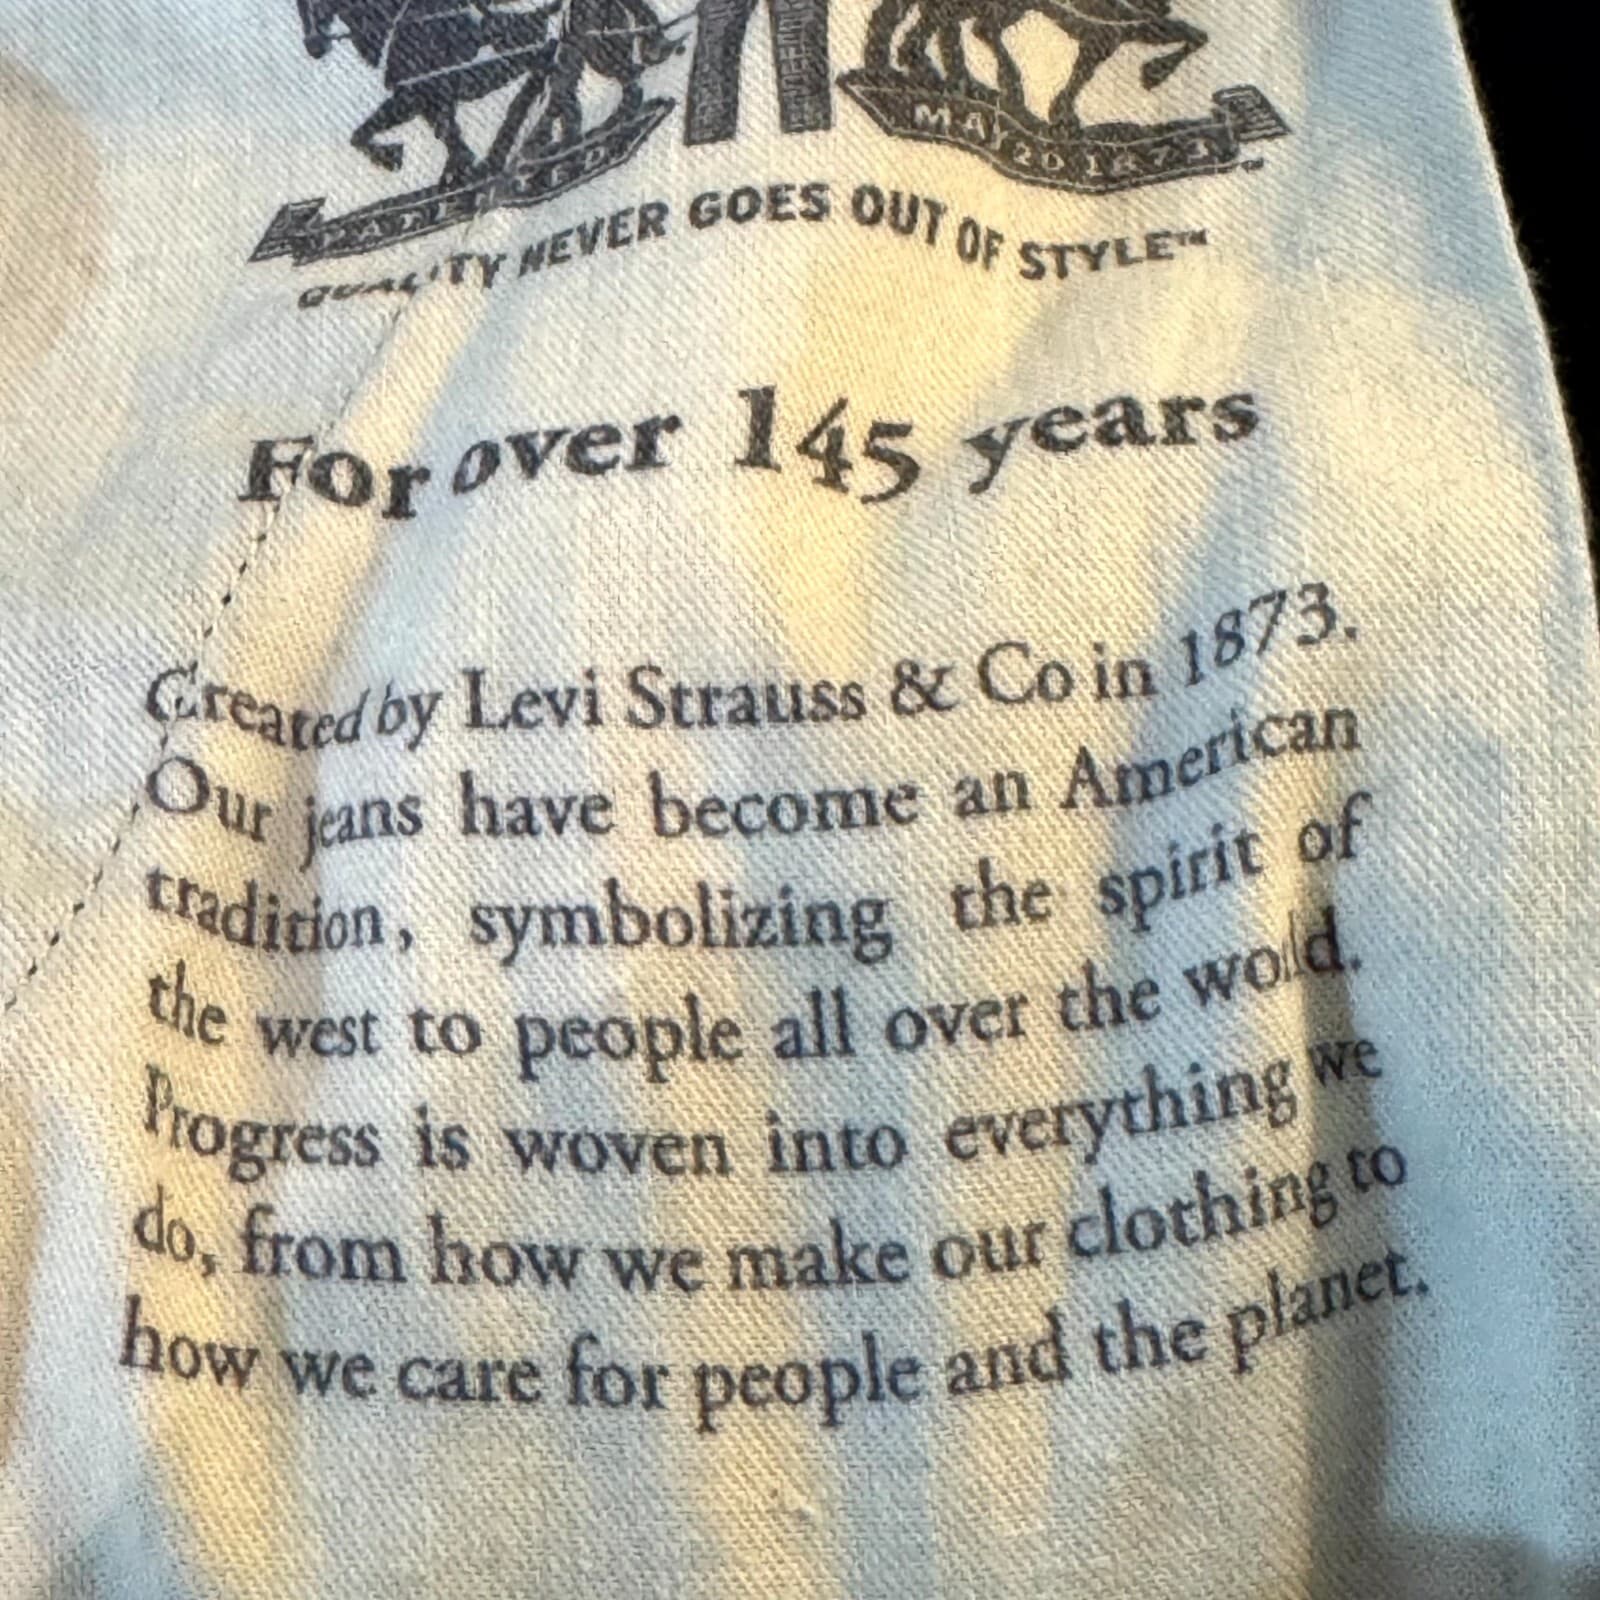 PATENTED
MAY 20 1873
QUALITY NEVER GOES OUT OF STYLE™
For over 145 years
Created by Levi Strauss & Co in 1873.
Our jeans have become an American
tradition, symbolizing the spirit of
the west to people all over the world.
Progress is woven into everything we
do, from how we make our clothing to
how we care for people and the planet.